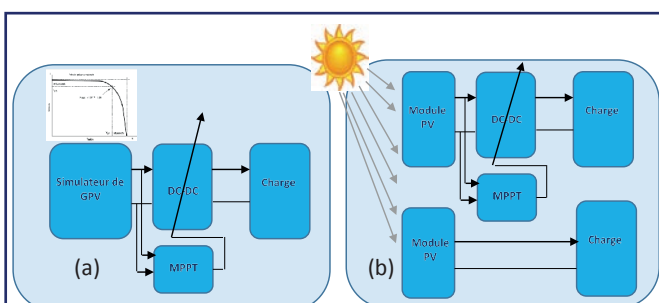 Simulateur de
GPV
DC-DC
Charge
MPPT
(a)
Module
PV
DC-DC
Charge
MPPT
Module
PV
Charge
(b)